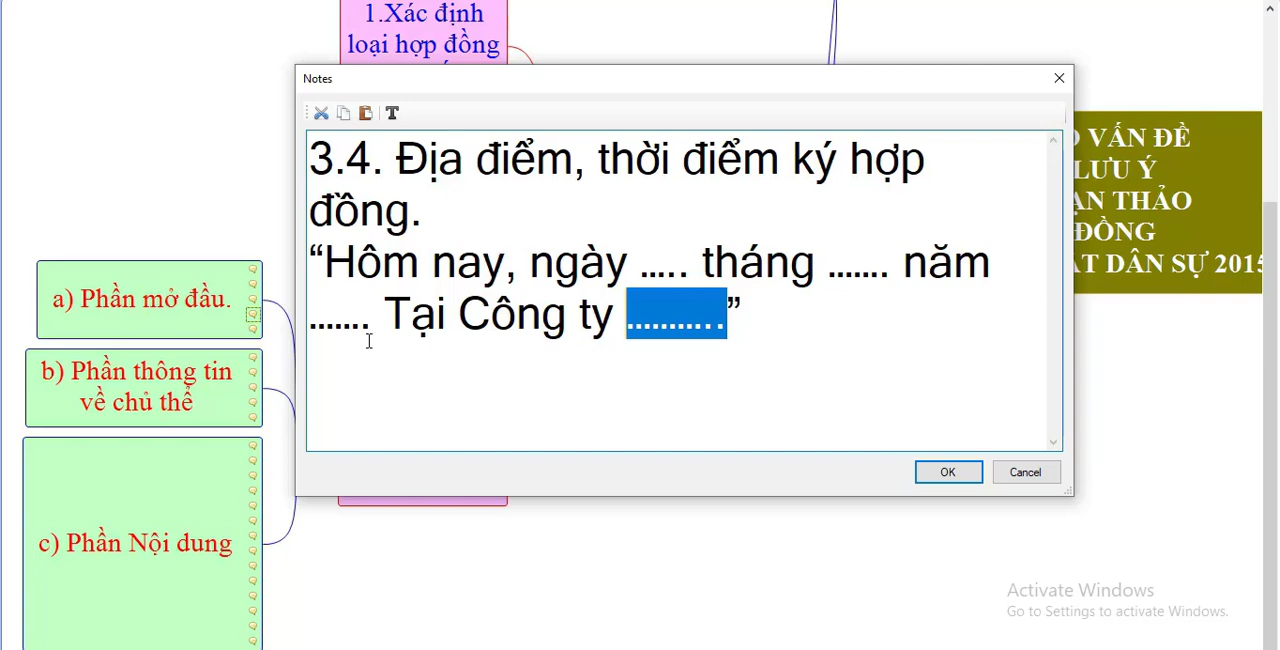 1.Xác định
loại hợp đồng
Notes
3.4. Địa điểm, thời điểm ký hợp
đồng.
“Hôm nay, ngày ….. tháng ……. năm
……. Tại Công ty ………..”
OK
Cancel
VẤN ĐỀ
LƯU Ý
THẢO
ĐỒNG
DÂN SỰ 2015
a) Phần mở đầu.
b) Phần thông tin
về chủ thể
c) Phần Nội dung
Activate Windows
Go to Settings to activate Windows.